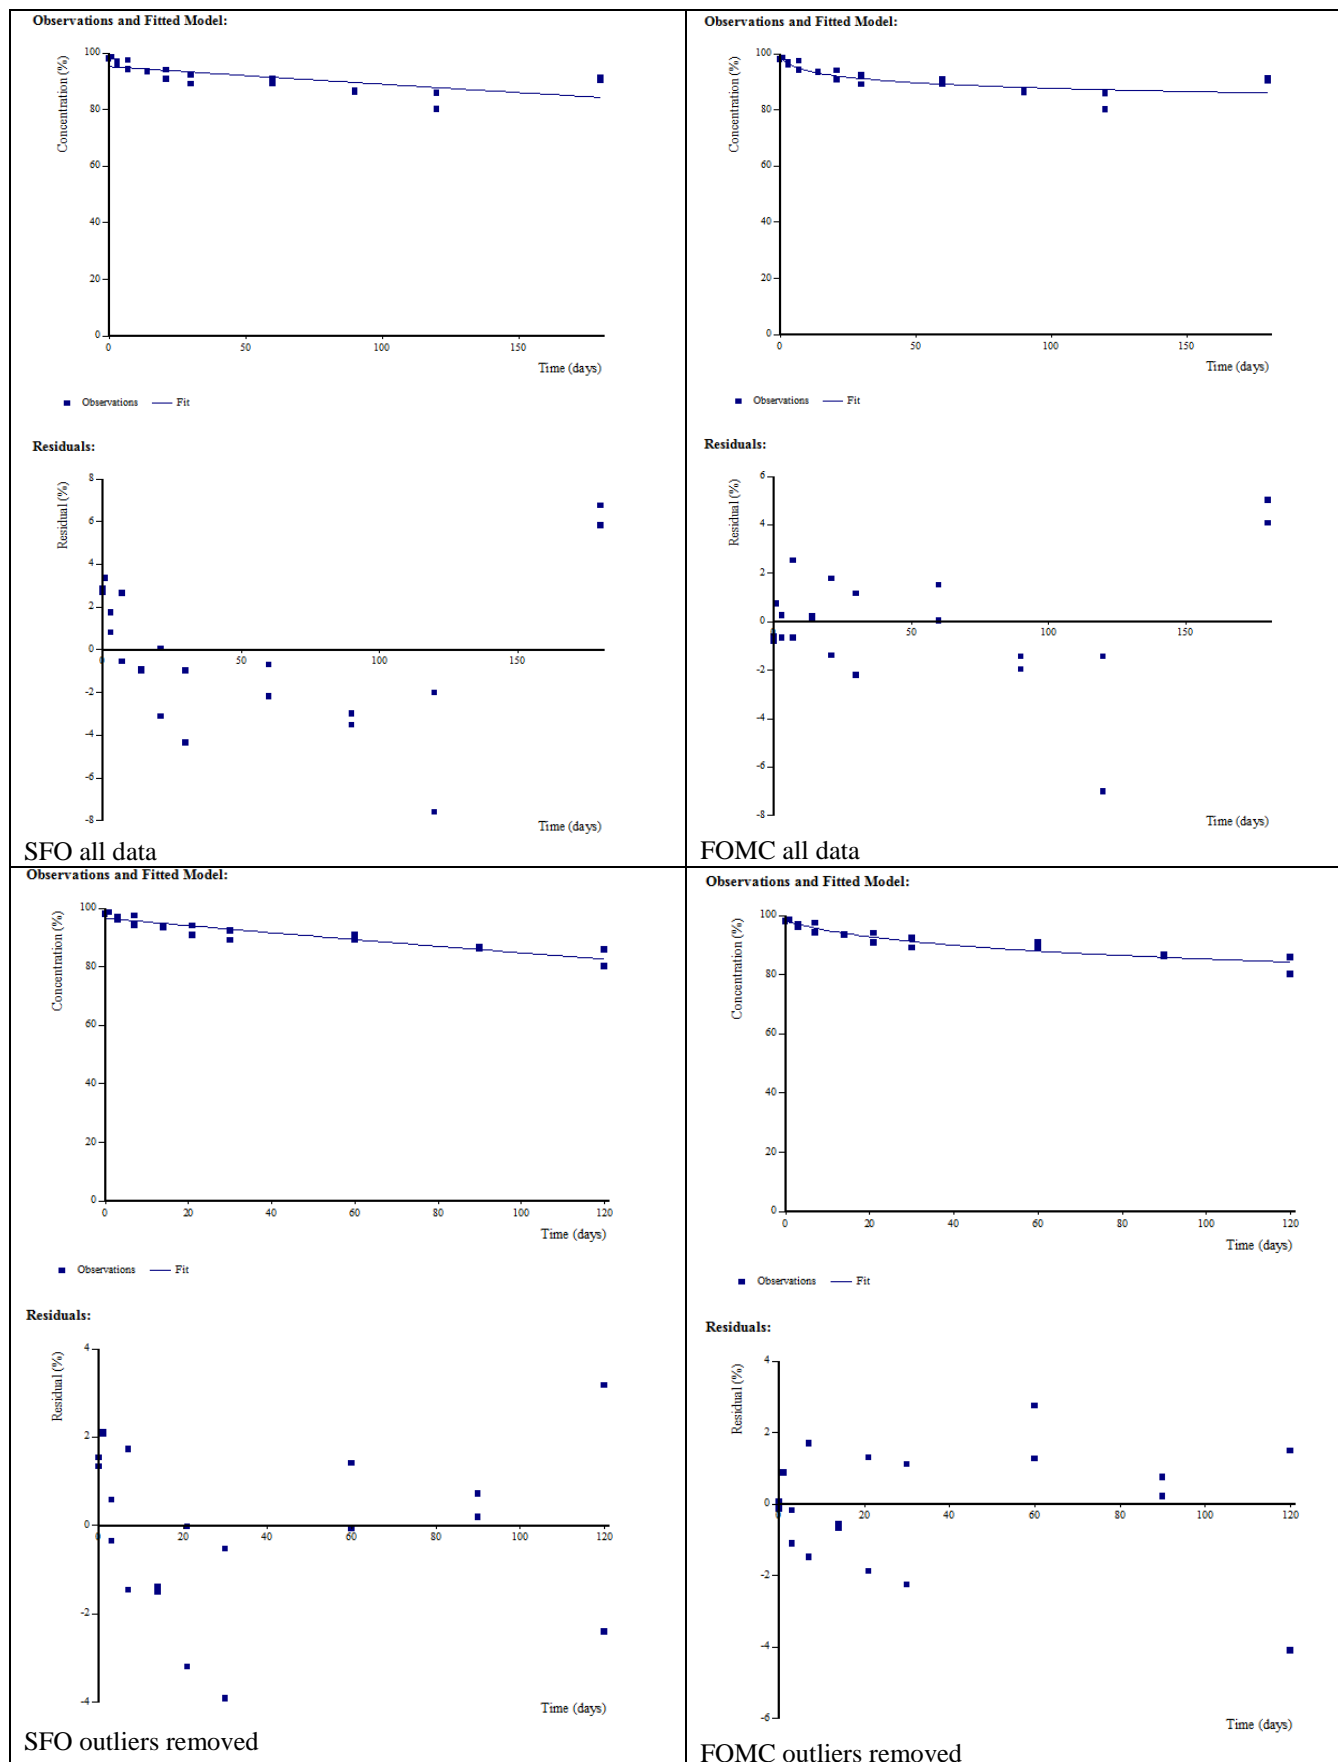 Observations and Fitted Model:
Concentration (%)
100
80
60
40
20
0
0 50 100 150
Time (days)
Observations Fit
Residuals:
Residual (%)
8
6
4
2
0
-2
-4
-6
-8
0 50 100 150
Time (days)
SFO all data
Observations and Fitted Model:
Concentration (%)
100
80
60
40
20
0
0 50 100 150
Time (days)
Observations Fit
Residuals:
Residual (%)
6
4
2
0
-2
-4
-6
-8
0 50 100 150
Time (days)
FOMC all data
Observations and Fitted Model:
Concentration (%)
100
80
60
40
20
0
0 20 40 60 80 100 120
Time (days)
Observations Fit
Residuals:
Residual (%)
4
2
0
-2
-4
0 20 40 60 80 100 120
Time (days)
SFO outliers removed
Observations and Fitted Model:
Concentration (%)
100
80
60
40
20
0
0 20 40 60 80 100 120
Time (days)
Observations Fit
Residuals:
Residual (%)
4
2
0
-2
-4
-6
0 20 40 60 80 100 120
Time (days)
FOMC outliers removed